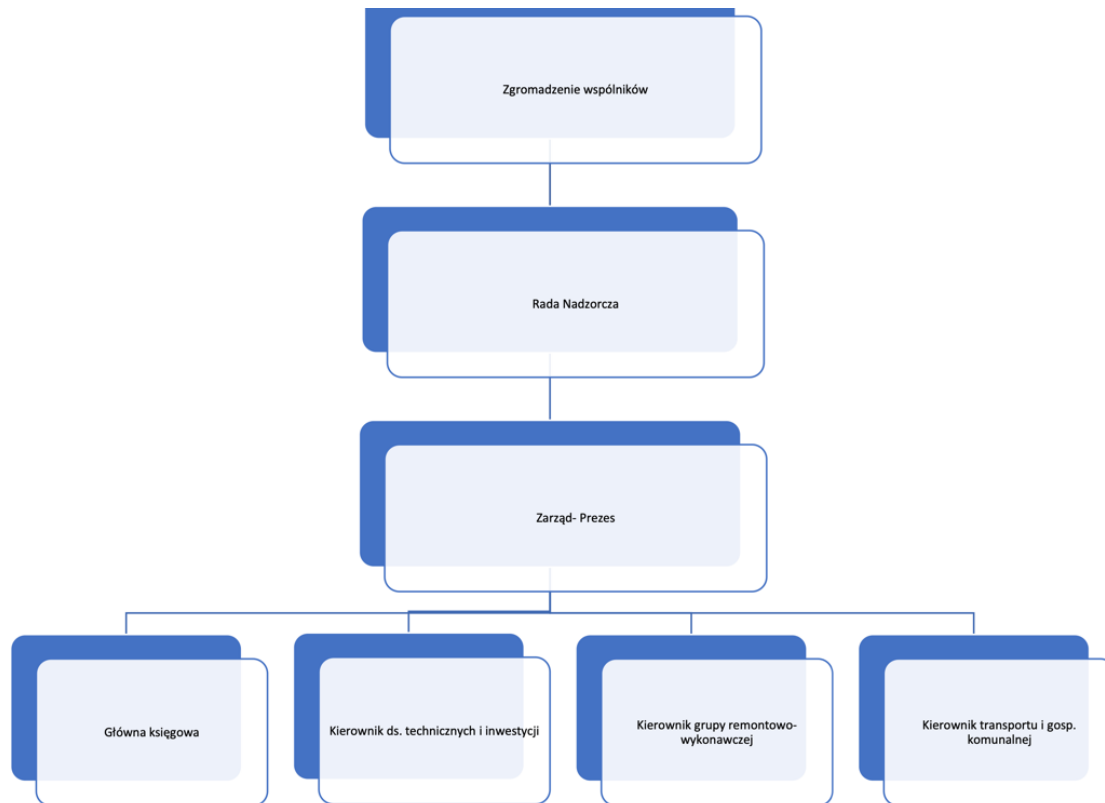 Zgromadzenie wspólników
Rada Nadzorcza
Zarząd- Prezes
Główna księgowa
Kierownik ds. technicznych i inwestycji
Kierownik grupy remontowo-
wykonawczej
Kierownik transportu i gosp.
komunalnej